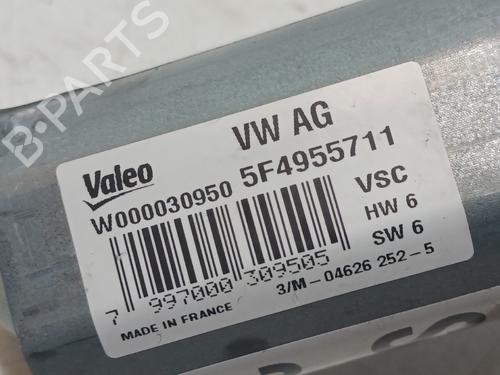 VW AG
Valeo
W000030950 5F4955711
VSC
HW 6
SW 6
7 997000 309505
3/M-04626 252-5
MADE IN FRANCE